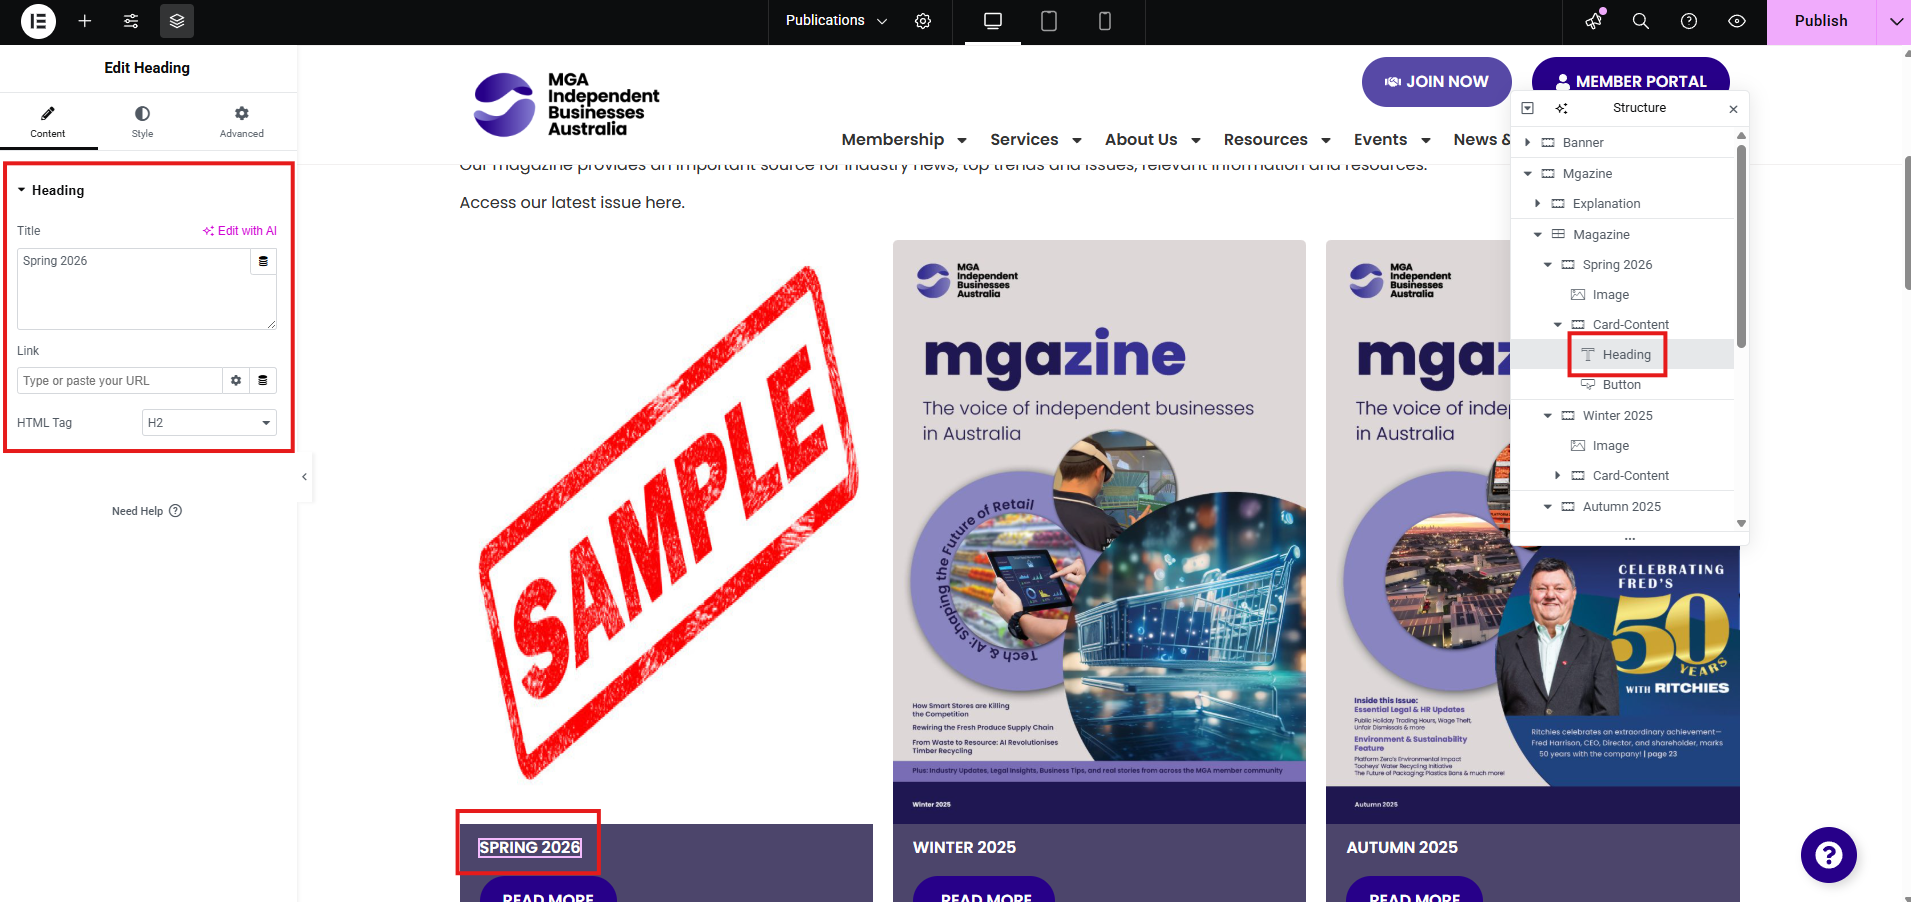 Publications
Publish
Edit Heading
Content
Style
Advanced
Heading
Title
Edit with AI
Spring 2026
Link
Type or paste your URL
HTML Tag
H2
Need Help
MGA
Independent
Businesses
Australia
JOIN NOW
MEMBER PORTAL
Membership
Services
About Us
Resources
Events
News &
Our mgazine provides an important source for industry news, top trends and issues, relevant information and resources.
Access our latest issue here.
SAMPLE
SPRING 2026
READ MORE
MGA
Independent
Businesses
Australia
mgazine
The voice of independent businesses
in Australia
Tech & AI: Shaping the Future of Retail
How Smart Stores are Killing
the Competition
Rewiring the Fresh Produce Supply Chain
From Waste to Resource: AI Revolutionises
Timber Recycling
Plus: Industry Updates, Legal Insights, Business Tips, and real stories from across the MGA member community
Winter 2025
WINTER 2025
READ MORE
MGA
Independent
Businesses
Australia
mgaz
The voice of indep
in Australia
CELEBRATING
FRED'S
50
YEARS
WITH RITCHIES
Inside this Issue:
Essential Legal & HR Updates
Public Holiday Trading Hours, Wage Theft,
Unfair Dismissals & more
Environment & Sustainability
Feature
Platform Zero's Environmental Impact
Tooheys' Water Recycling Initiative
The Future of Packaging: Plastics Bans & much more!
Ritchies celebrates an extraordinary achievement—
Fred Harrison, CEO, Director, and shareholder, marks
50 years with the company! | page 23
Autumn 2025
AUTUMN 2025
READ MORE
Structure
Banner
Mgazine
Explanation
Magazine
Spring 2026
Image
Card-Content
Heading
Button
Winter 2025
Image
Card-Content
Autumn 2025